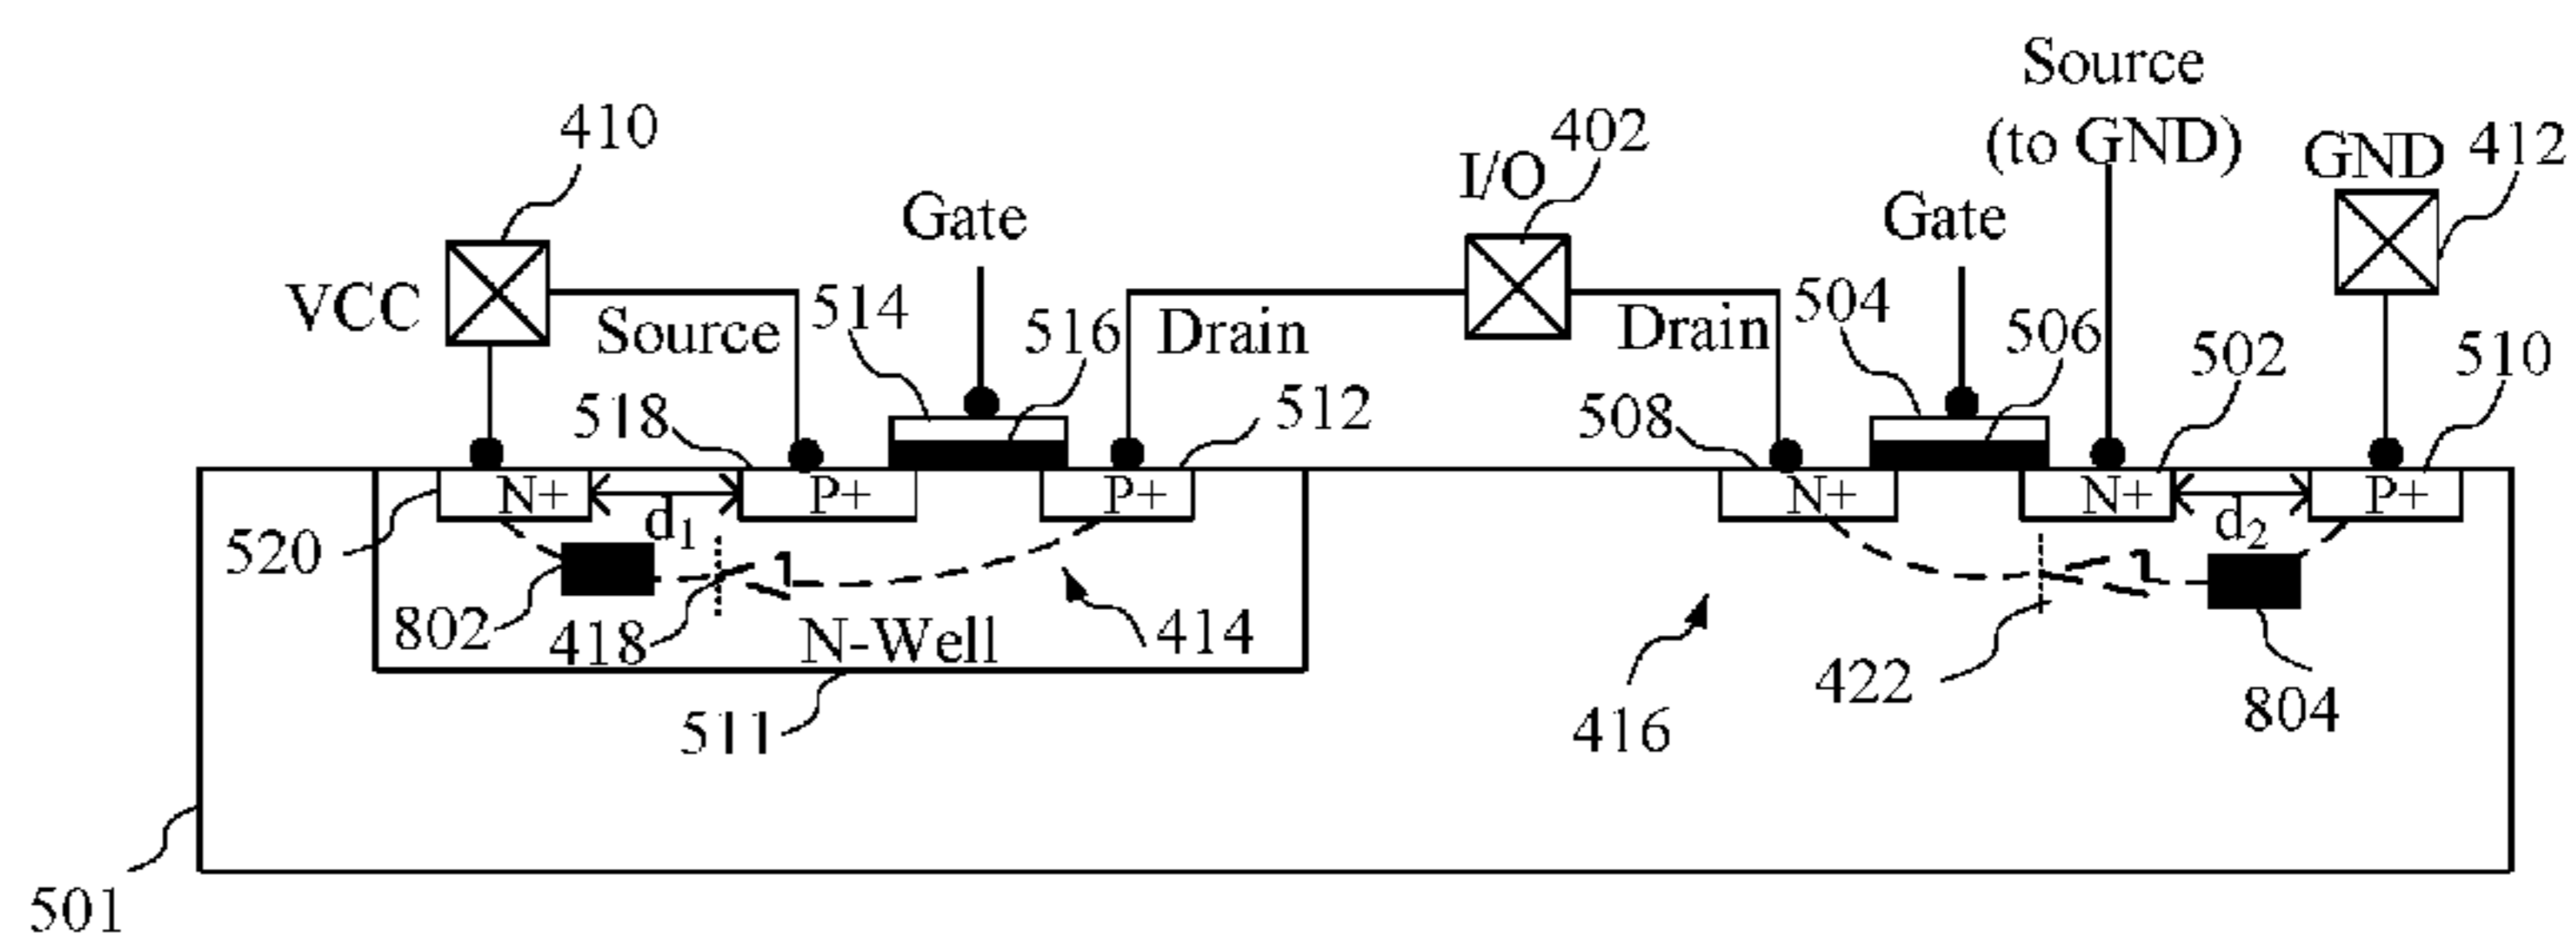 Source
(to GND)
410
402
I/O
GND
412
Gate
Gate
VCC
Source
514
516
Drain
Drain
504
506
502
510
518
512
508
N+
P+
P+
N+
N+
P+
d1
d2
520
802
418
N-Well
414
422
804
511
416
501